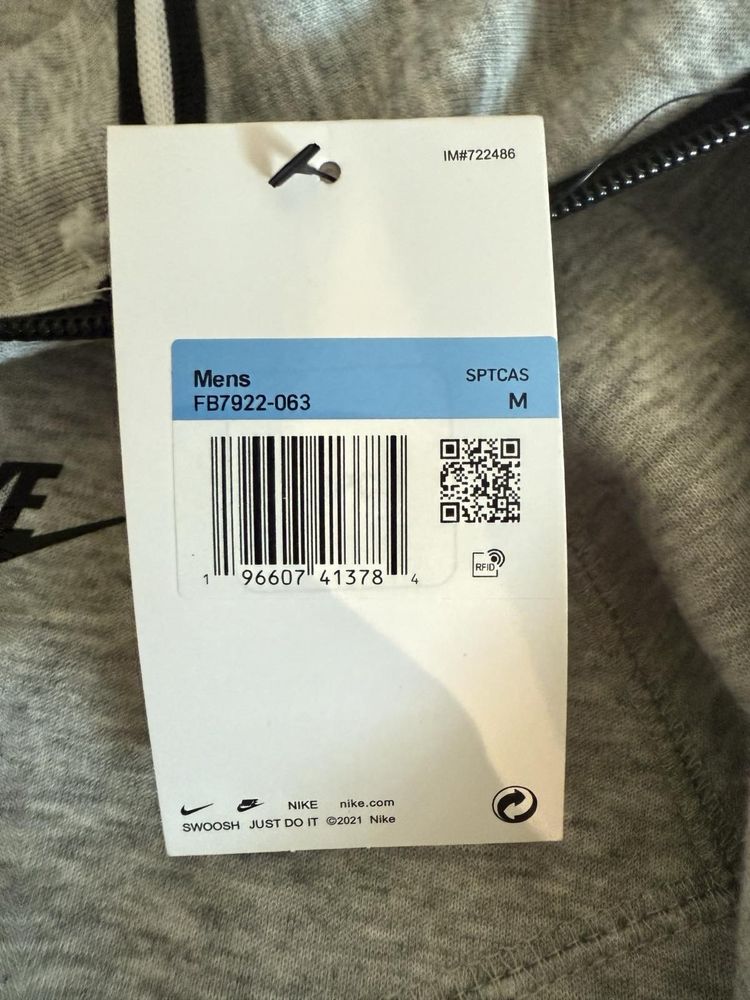 IM#722486
Mens SPTCAS
FB7922-063 M
RFID
1 96607 41378 4
NIKE nike.com
SWOOSH JUST DO IT ©2021 Nike